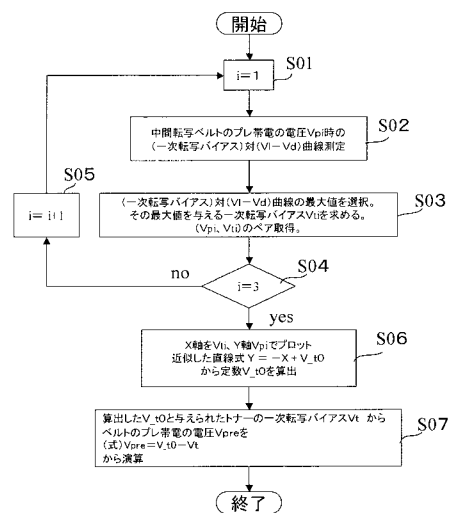 開始
i=1
S01
中間転写ベルトのプレ帯電の電圧Vpi時の
(一次転写バイアス)対(Vl-Vd)曲線測定
S02
S05
i= i+1
(一次転写バイアス)対(Vl-Vd)曲線の最大値を選択。
その最大値を与える一次転写バイアスVtiを求める。
(Vpi、Vti)のペア取得。
S03
no
i=3
S04
yes
X軸をVti、Y軸Vpiでプロット
近似した直線式 Y = -X + V_t0
から定数V_t0を算出
S06
算出したV_t0と与えられたトナーの一次転写バイアスVt から
ベルトのプレ帯電の電圧Vpreを
(式)Vpre=V_t0-Vt
から演算
S07
終了